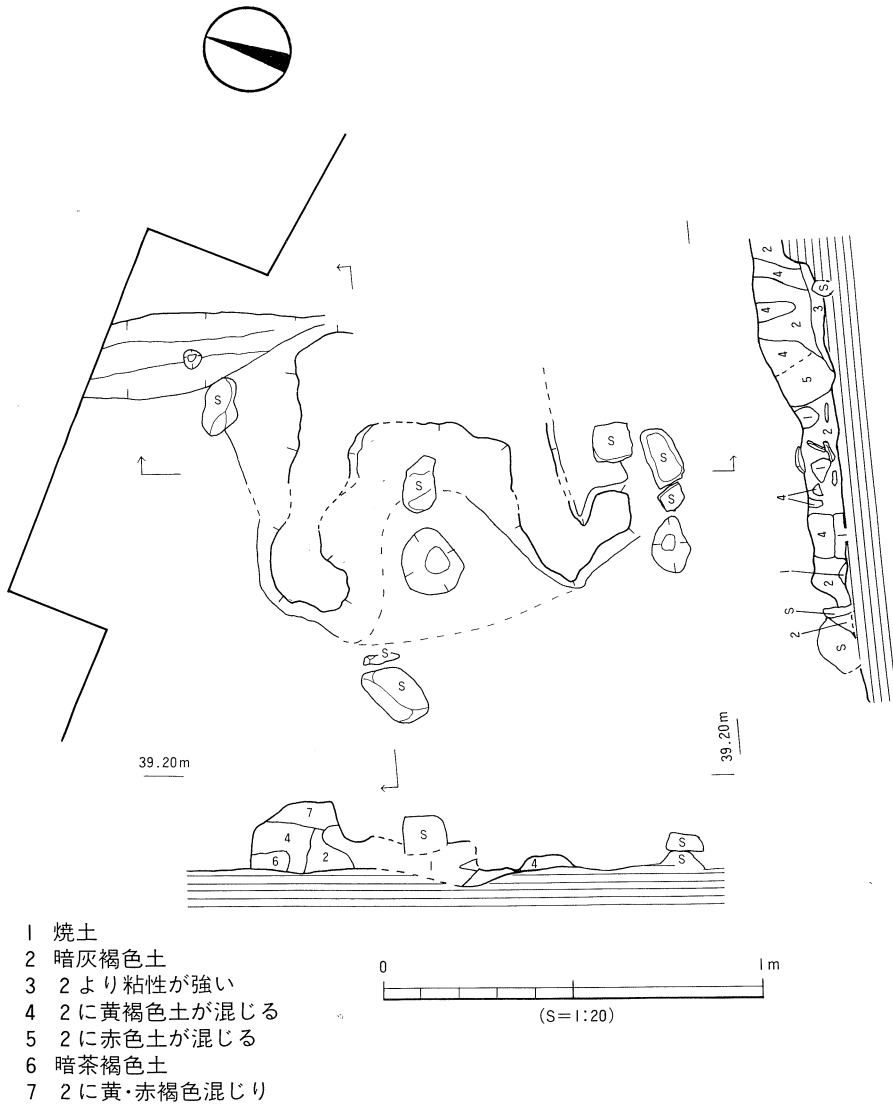 2
4
S
4
3
2
4
5
S
1
2
S
S
S
S
1
4
4
1
2
S
2
S
S
S
39.20m
39.20m
7
4
6
2
S
1
4
S
S
1 焼土
2 暗灰褐色土
3 2より粘性が強い
4 2に黄褐色土が混じる
5 2に赤色土が混じる
6 暗茶褐色土
7 2に黄・赤褐色混じり
0 1m
(S=1:20)